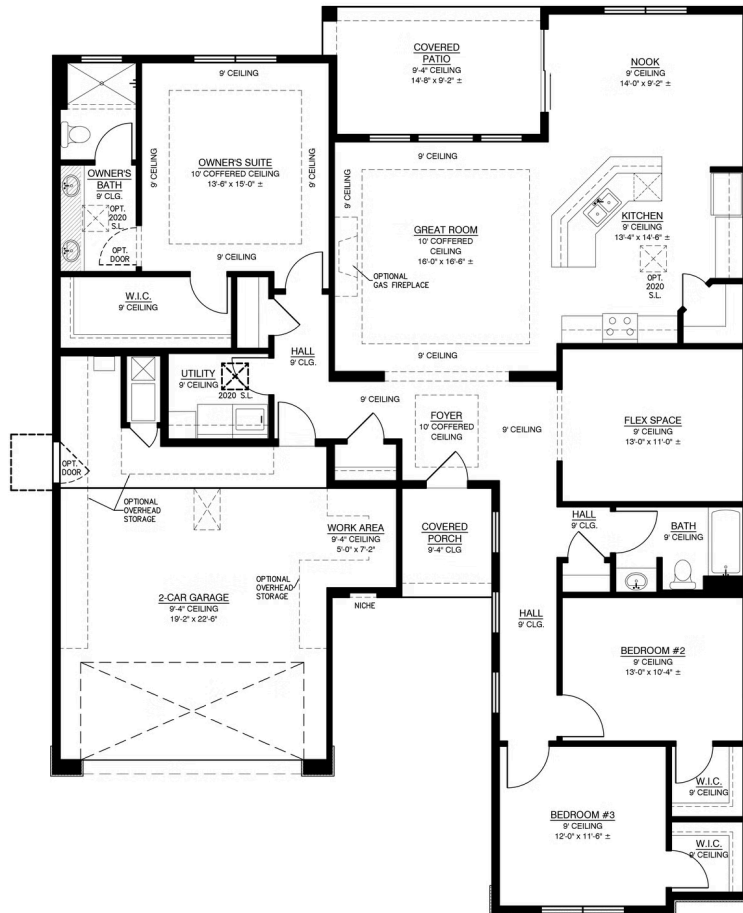 COVERED
PATIO
9'-4" CEILING
14'-8" x 9'-2" ±
NOOK
9' CEILING
14'-0" x 9'-2" ±
9' CEILING
9' CEILING
OWNER'S SUITE
10' COFFERED CEILING
13'-6" x 15'-0" ±
9' CEILING
9' CEILING
OWNER'S
BATH
9' CLG.
OPT.
2020
S.L.
OPT.
DOOR
9' CEILING
9' CEILING
GREAT ROOM
10' COFFERED
CEILING
16'-0" x 16'-6" ±
OPTIONAL
GAS FIREPLACE
9' CEILING
KITCHEN
9' CEILING
13'-4" x 14'-6" ±
OPT.
2020
S.L.
W.I.C.
9' CEILING
HALL
9' CLG.
UTILITY
9' CEILING
2020 S.L.
9' CEILING
FOYER
10' COFFERED
CEILING
9' CEILING
FLEX SPACE
9' CEILING
13'-0" x 11'-0" ±
OPT.
DOOR
OPTIONAL
OVERHEAD
STORAGE
WORK AREA
9'-4" CEILING
5'-0" x 7'-2"
COVERED
PORCH
9'-4" CLG
HALL
9' CLG.
BATH
9' CEILING
OPTIONAL
OVERHEAD
STORAGE
2-CAR GARAGE
9'-4" CEILING
19'-2" x 22'-6"
NICHE
HALL
9' CLG.
BEDROOM #2
9' CEILING
13'-0" x 10'-4" ±
W.I.C.
9' CEILING
BEDROOM #3
9' CEILING
12'-0" x 11'-6" ±
W.I.C.
9' CEILING